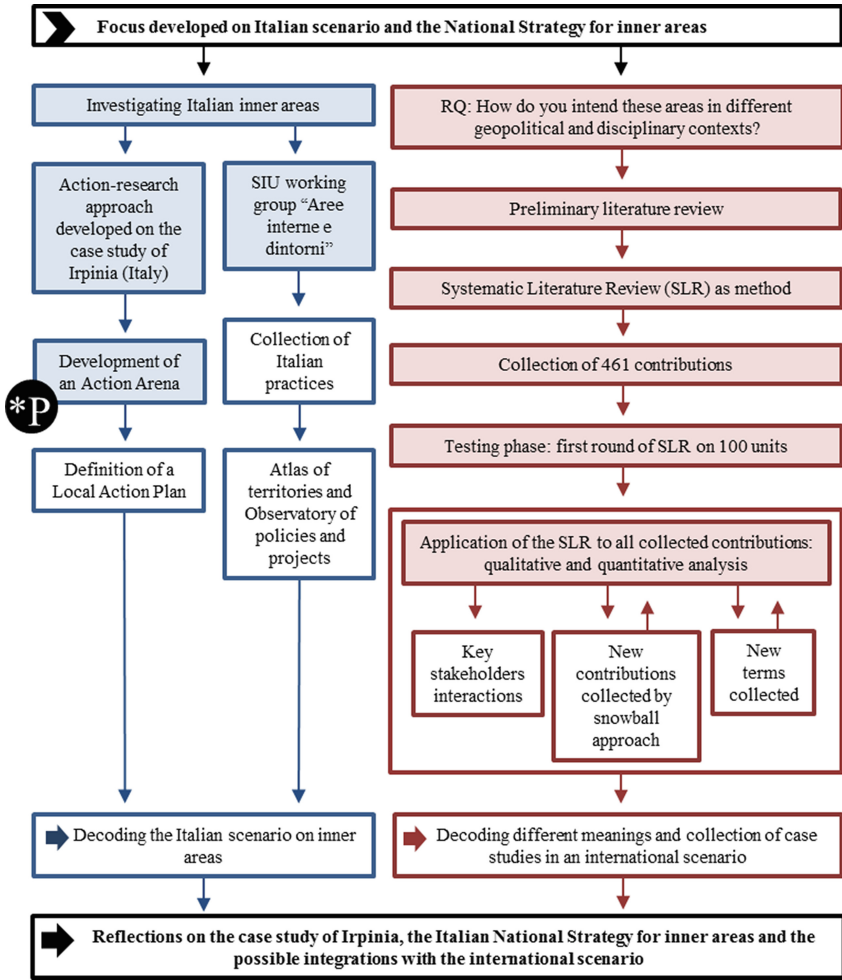 Focus developed on Italian scenario and the National Strategy for inner areas
Investigating Italian inner areas
Action-research
approach
developed on the
case study of
Irpinia (Italy)
SIU working
group “Aree
interne e
dintorni”
Development of
an Action Arena
*P
Collection of
Italian
practices
Definition of a
Local Action Plan
Atlas of
territories and
Observatory of
policies and
projects
Decoding the Italian scenario on inner
areas
RQ: How do you intend these areas in different
geopolitical and disciplinary contexts?
Preliminary literature review
Systematic Literature Review (SLR) as method
Collection of 461 contributions
Testing phase: first round of SLR on 100 units
Application of the SLR to all collected contributions:
qualitative and quantitative analysis
Key
stakeholders
interactions
New
contributions
collected by
snowball
approach
New
terms
collected
Decoding different meanings and collection of case
studies in an international scenario
Reflections on the case study of Irpinia, the Italian National Strategy for inner areas and the
possible integrations with the international scenario